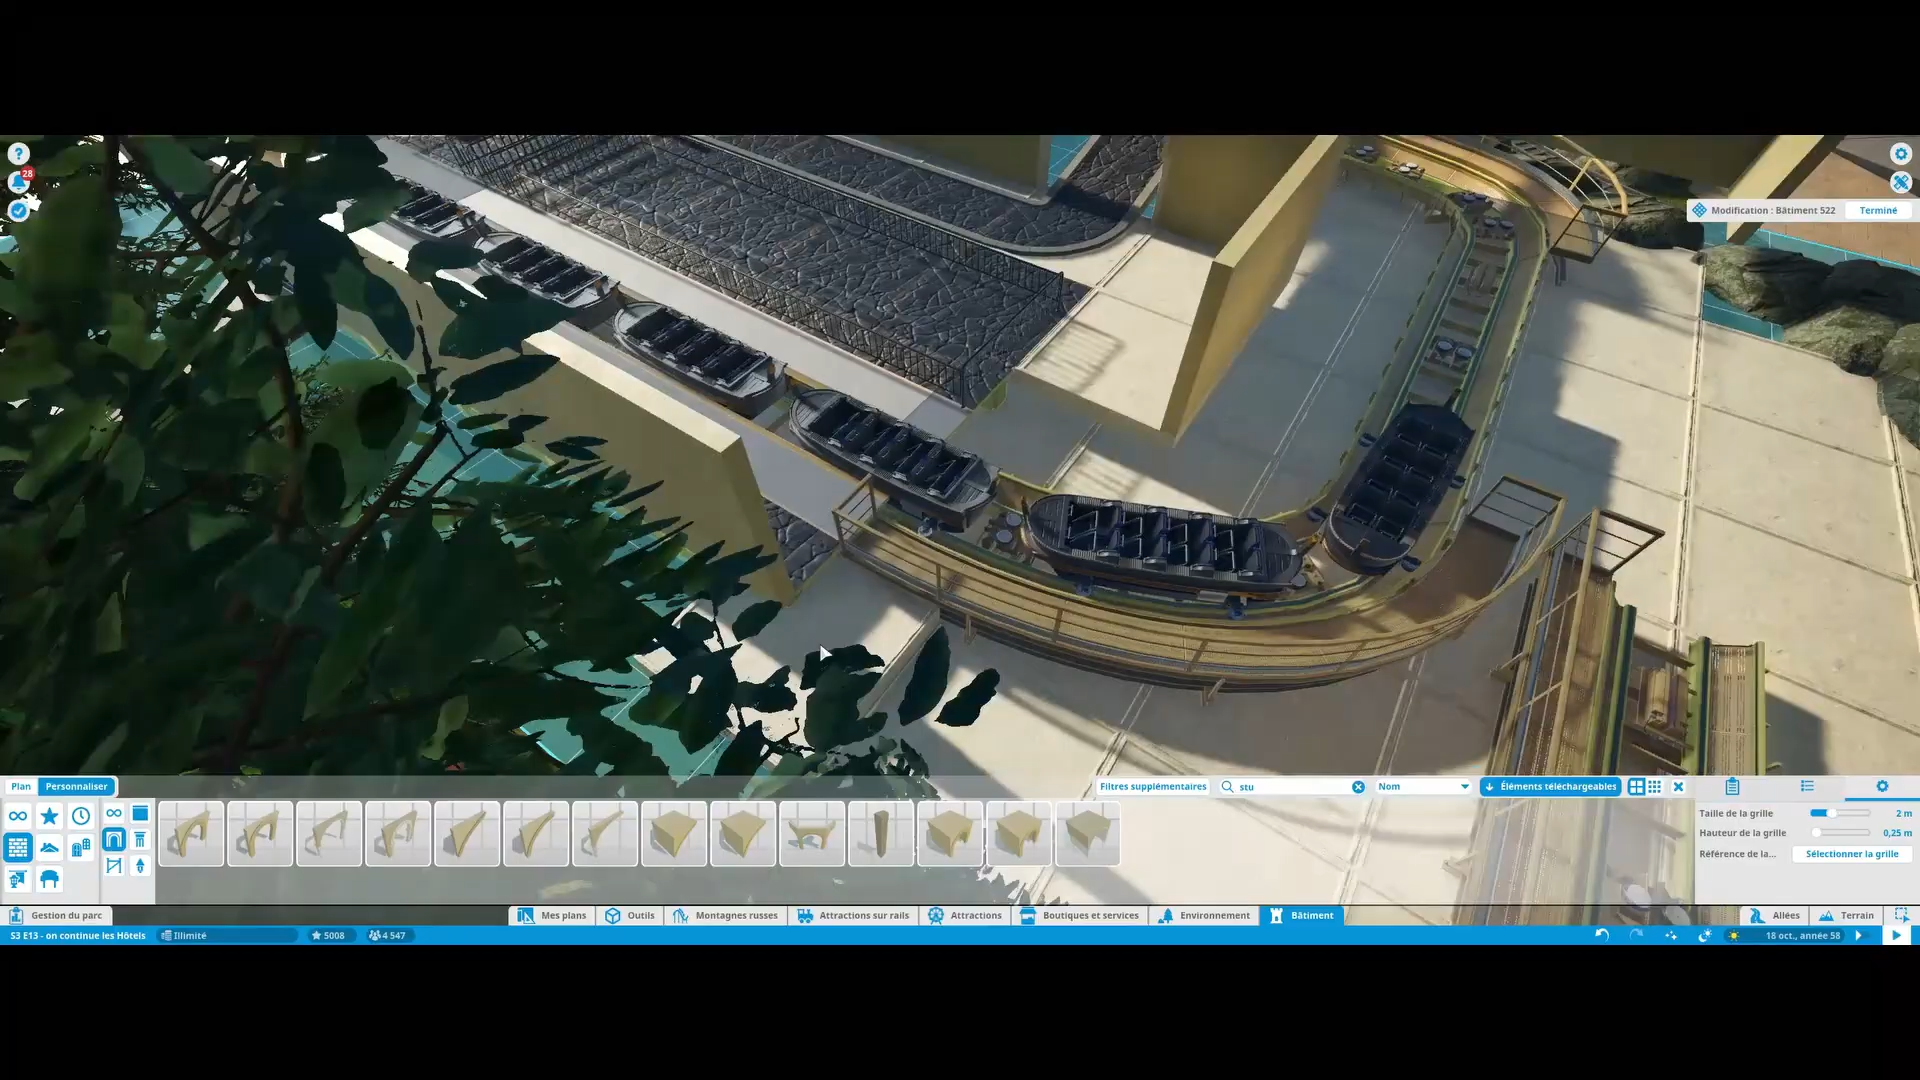 ?
28
Modification : Bâtiment 522 Terminé
Plan Personnaliser
Filtres supplémentaires stu Nom Éléments téléchargeables
Taille de la grille 2 m
Hauteur de la grille 0,25 m
Référence de la... Sélectionner la grille
Gestion du parc Mes plans Outils Montagnes russes Attractions sur rails Attractions Boutiques et services Environnement Bâtiment Allées Terrain
S3 E13 - on continue les Hôtels Illimité 5008 4 547 18 oct., année 58